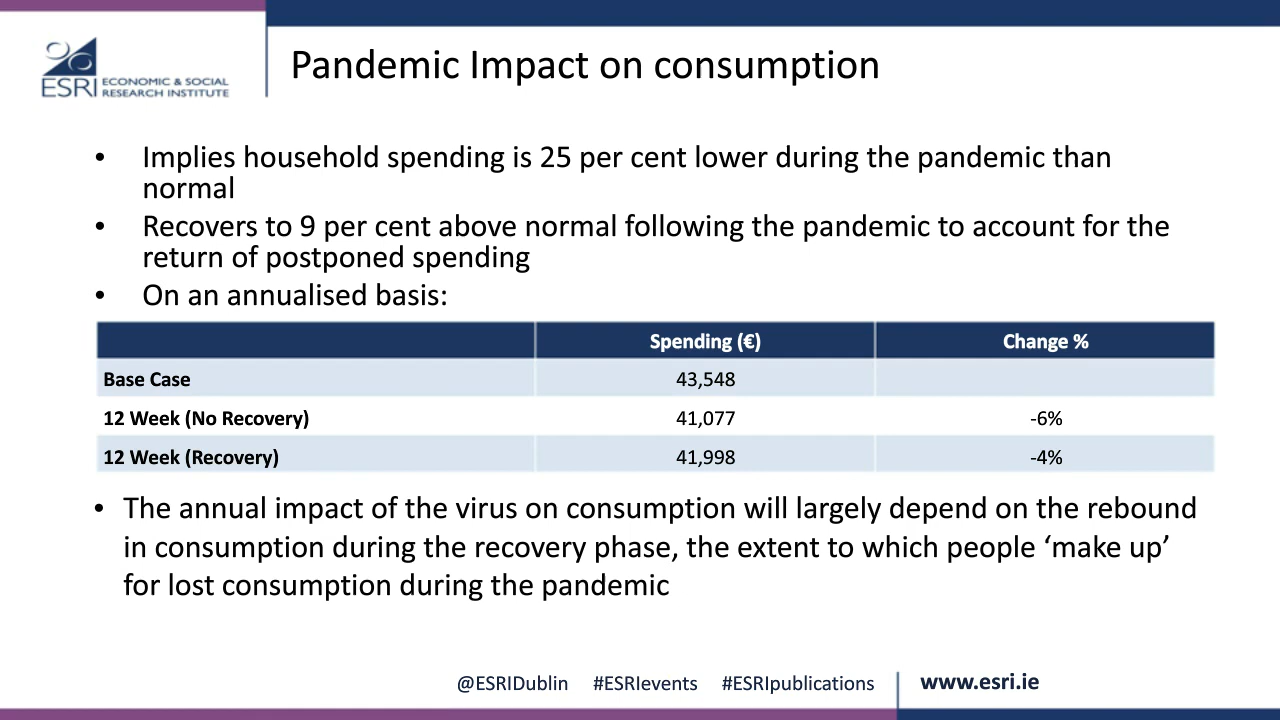 ESRI ECONOMIC & SOCIAL
RESEARCH INSTITUTE
Pandemic Impact on consumption
• Implies household spending is 25 per cent lower during the pandemic than
normal
• Recovers to 9 per cent above normal following the pandemic to account for the
return of postponed spending
• On an annualised basis:
Spending (€) Change %
Base Case 43,548
12 Week (No Recovery) 41,077 -6%
12 Week (Recovery) 41,998 -4%
• The annual impact of the virus on consumption will largely depend on the rebound
in consumption during the recovery phase, the extent to which people ‘make up’
for lost consumption during the pandemic
@ESRIDublin #ESRIevents #ESRIpublications www.esri.ie